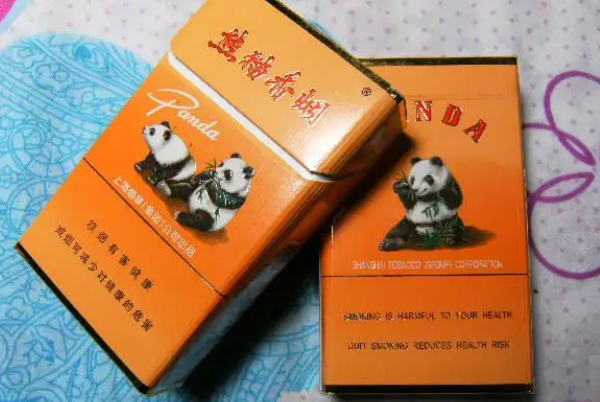 熊猫香烟
®
Panda
上海烟草(集团)公司出品
吸烟有害健康
戒烟可减少对健康的危害
NDA
SHANGHAI TOBACCO (GROUP) CORPORATION
SMOKING IS HARMFUL TO YOUR HEALTH
QUIT SMOKING REDUCES HEALTH RISK